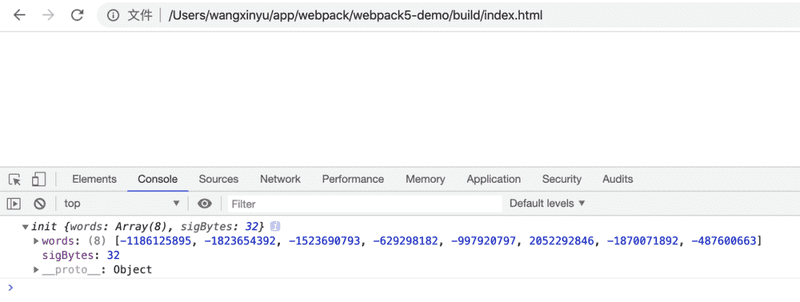 文件 | /Users/wangxinyu/app/webpack/webpack5-demo/build/index.html
Elements Console Sources Network Performance Memory Application Security Audits
top Filter Default levels
init {words: Array(8), sigBytes: 32}
words: (8) [-1186125895, -1823654392, -1523690793, -629298182, -997920797, 2052292846, -1870071892, -487600663]
sigBytes: 32
__proto__: Object